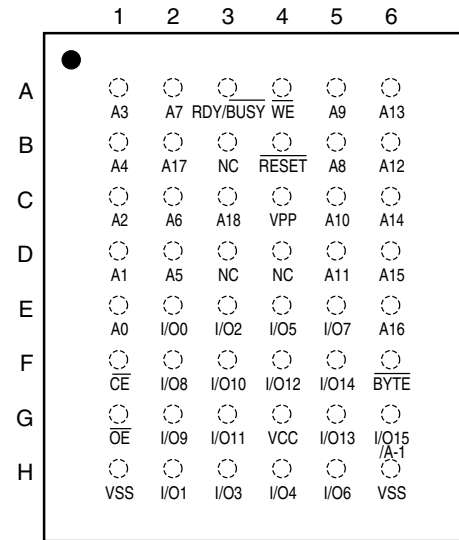 1 2 3 4 5 6
A
A3 A7 RDY/BUSY WE A9 A13
B
A4 A17 NC RESET A8 A12
C
A2 A6 A18 VPP A10 A14
D
A1 A5 NC NC A11 A15
E
A0 I/O0 I/O2 I/O5 I/O7 A16
F
CE I/O8 I/O10 I/O12 I/O14 BYTE
G
OE I/O9 I/O11 VCC I/O13 I/O15
/A-1
H
VSS I/O1 I/O3 I/O4 I/O6 VSS